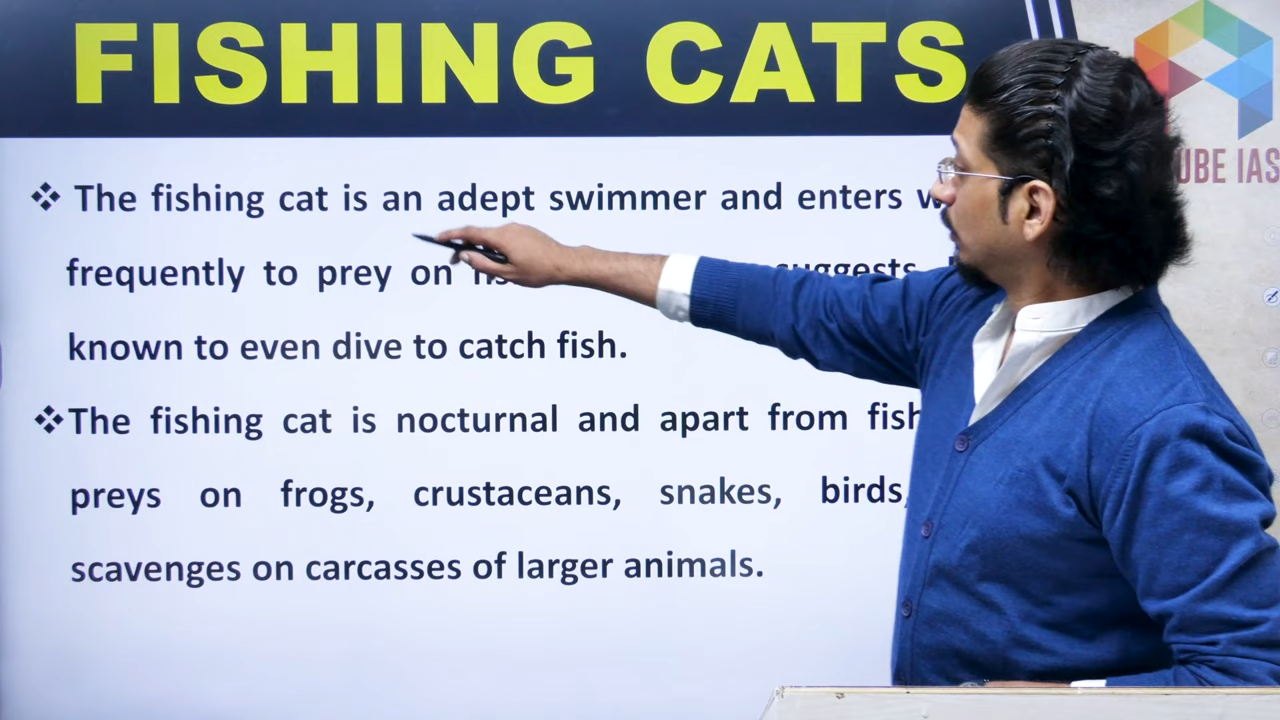 FISHING CATS
❖ The fishing cat is an adept swimmer and enters
frequently to prey on suggests
known to even dive to catch fish.
❖ The fishing cat is nocturnal and apart from fish
preys on frogs, crustaceans, snakes, birds,
scavenges on carcasses of larger animals.
UBE IAS